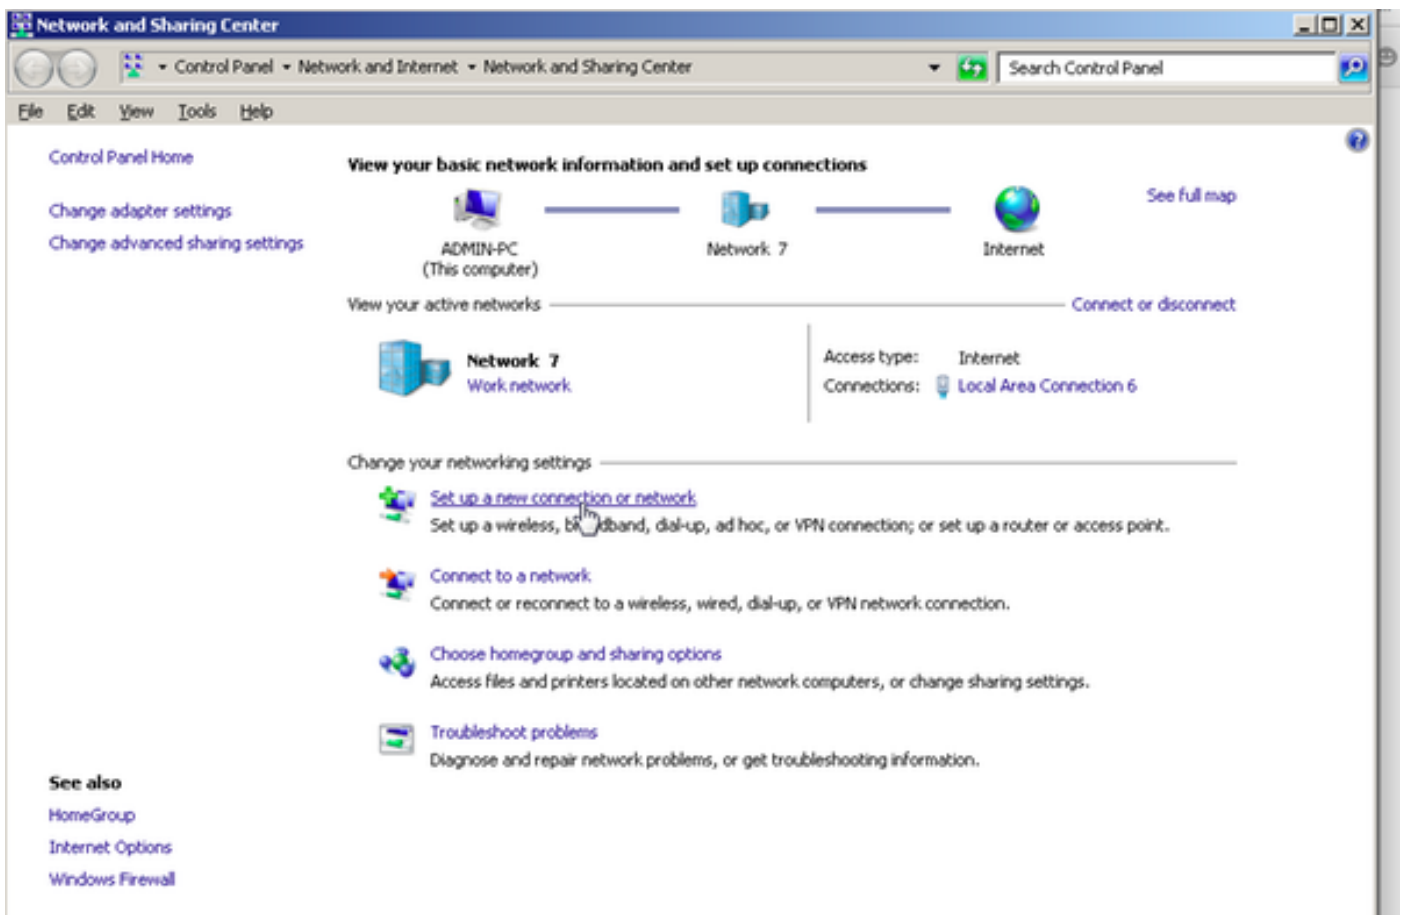 Network and Sharing Center
Control Panel Network and Internet Network and Sharing Center
Search Control Panel
File Edit View Tools Help
Control Panel Home
Change adapter settings
Change advanced sharing settings
View your basic network information and set up connections
See full map
ADMIN-PC
(This computer)
Network 7
Internet
View your active networks
Connect or disconnect
Network 7
Work network
Access type: Internet
Connections: Local Area Connection 6
Change your networking settings
Set up a new connection or network
Set up a wireless, broadband, dial-up, ad hoc, or VPN connection; or set up a router or access point.
Connect to a network
Connect or reconnect to a wireless, wired, dial-up, or VPN network connection.
Choose homegroup and sharing options
Access files and printers located on other network computers, or change sharing settings.
Troubleshoot problems
Diagnose and repair network problems, or get troubleshooting information.
See also
HomeGroup
Internet Options
Windows Firewall